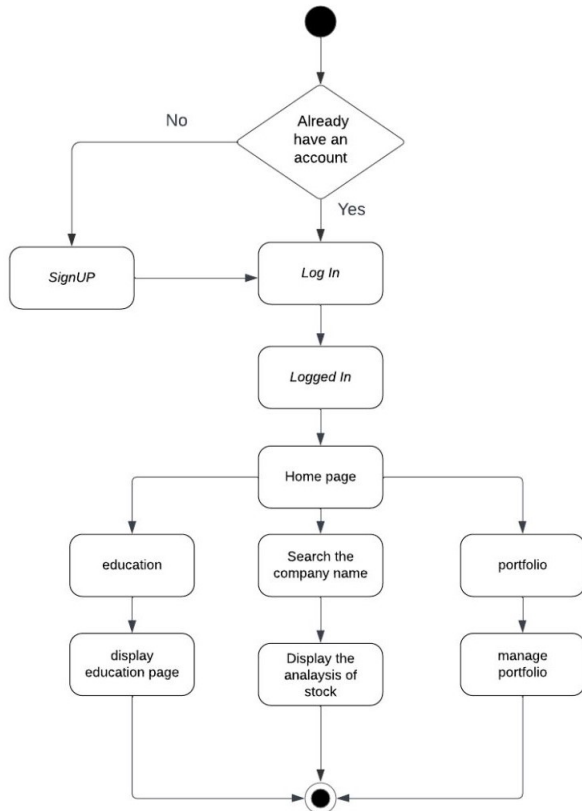 Already
have an
account
No
Yes
SignUP
Log In
Logged In
Home page
education
Search the
company name
portfolio
display
education page
Display the
analaysis of
stock
manage
portfolio